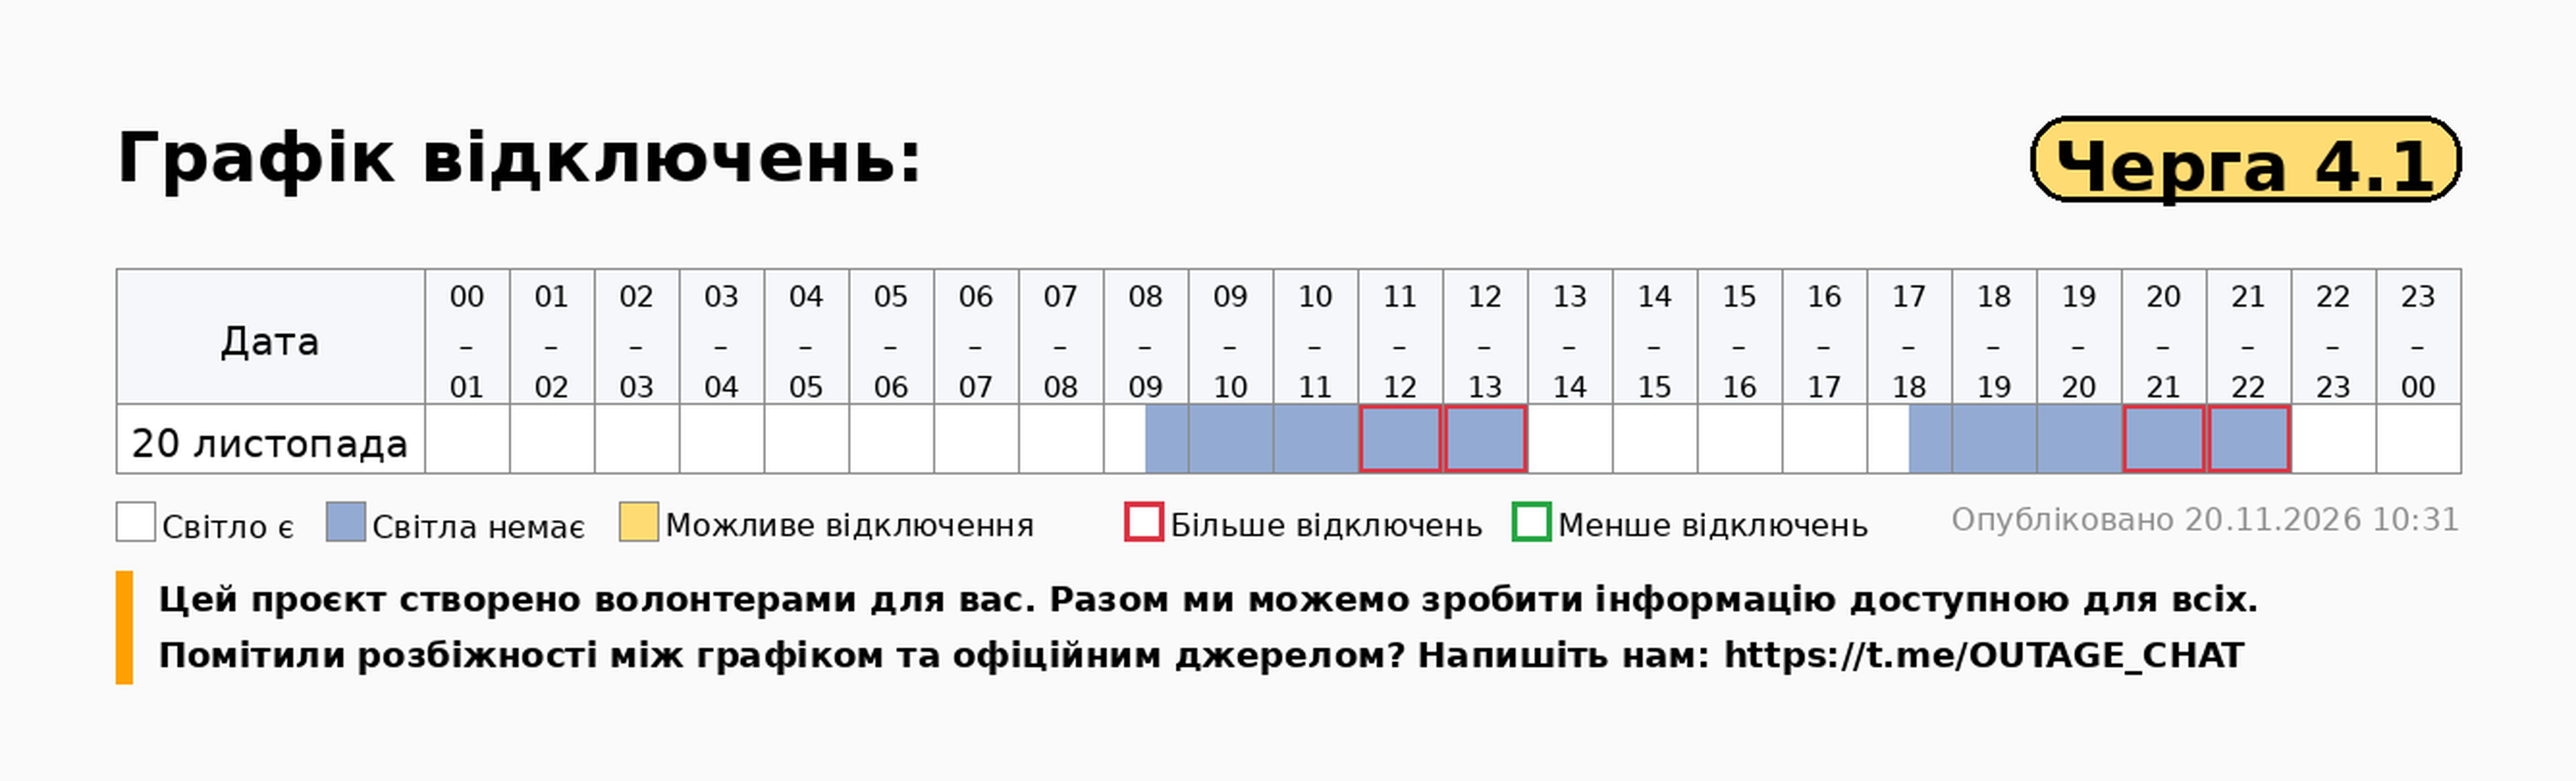 Графік відключень:
Черга 4.1
Дата
00 – 01
01 – 02
02 – 03
03 – 04
04 – 05
05 – 06
06 – 07
07 – 08
08 – 09
09 – 10
10 – 11
11 – 12
12 – 13
13 – 14
14 – 15
15 – 16
16 – 17
17 – 18
18 – 19
19 – 20
20 – 21
21 – 22
22 – 23
23 – 00
20 листопада
Світло є
Світла немає
Можливе відключення
Більше відключень
Менше відключень
Опубліковано 20.11.2026 10:31
Цей проєкт створено волонтерами для вас. Разом ми можемо зробити інформацію доступною для всіх.
Помітили розбіжності між графіком та офіційним джерелом? Напишіть нам: https://t.me/OUTAGE_CHAT